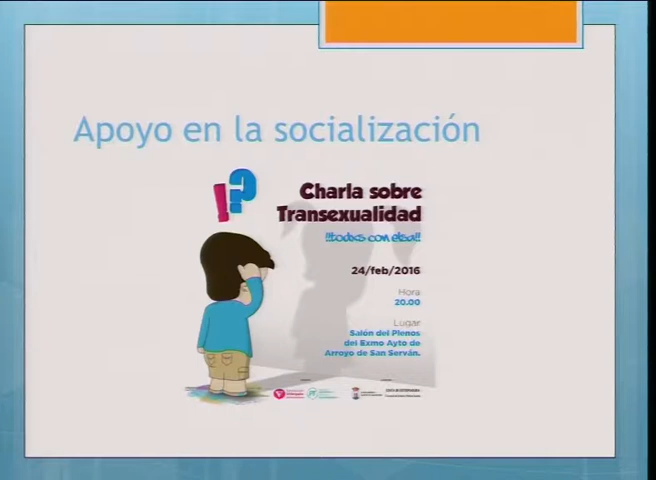 Apoyo en la socialización
!?
Charla sobre
Transexualidad
!!todxs con elsa!!
24/feb/2016
Hora
20.00
Lugar
Salón del Plenos
del Exmo Ayto de
Arroyo de San Serván.